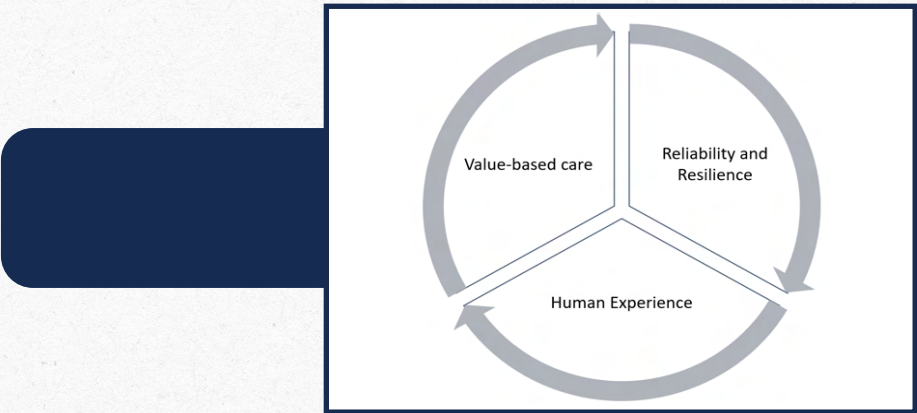 Value-based care
Reliability and
Resilience
Human Experience